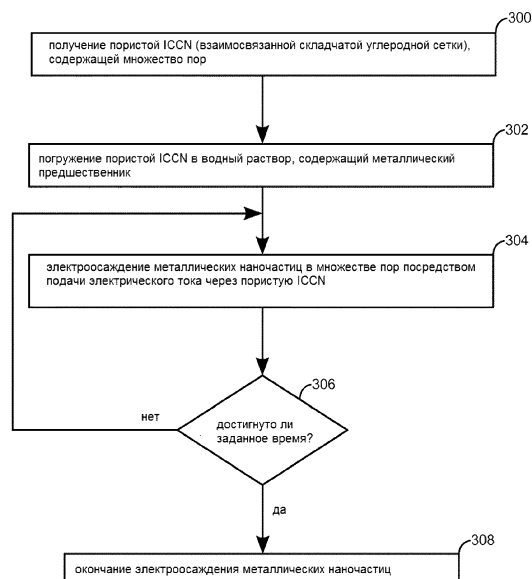 300
получение пористой ICCN (взаимосвязанной складчатой углеродной сетки),
содержащей множество пор
302
погружение пористой ICCN в водный раствор, содержащий металлический
предшественник
304
электроосаждение металлических наночастиц в множестве пор посредством
подачи электрического тока через пористую ICCN
306
нет
достигнуто ли
заданное время?
да
308
окончание электроосаждения металлических наночастиц